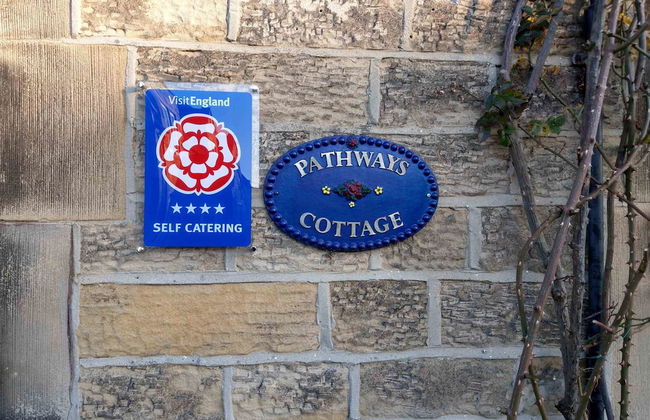 VisitEngland
SELF CATERING
PATHWAYS
COTTAGE